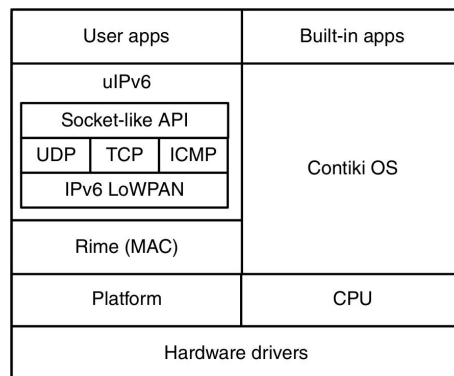 User apps
Built-in apps
uIPv6
Socket-like API
UDP
TCP
ICMP
IPv6 LoWPAN
Contiki OS
Rime (MAC)
Platform
CPU
Hardware drivers